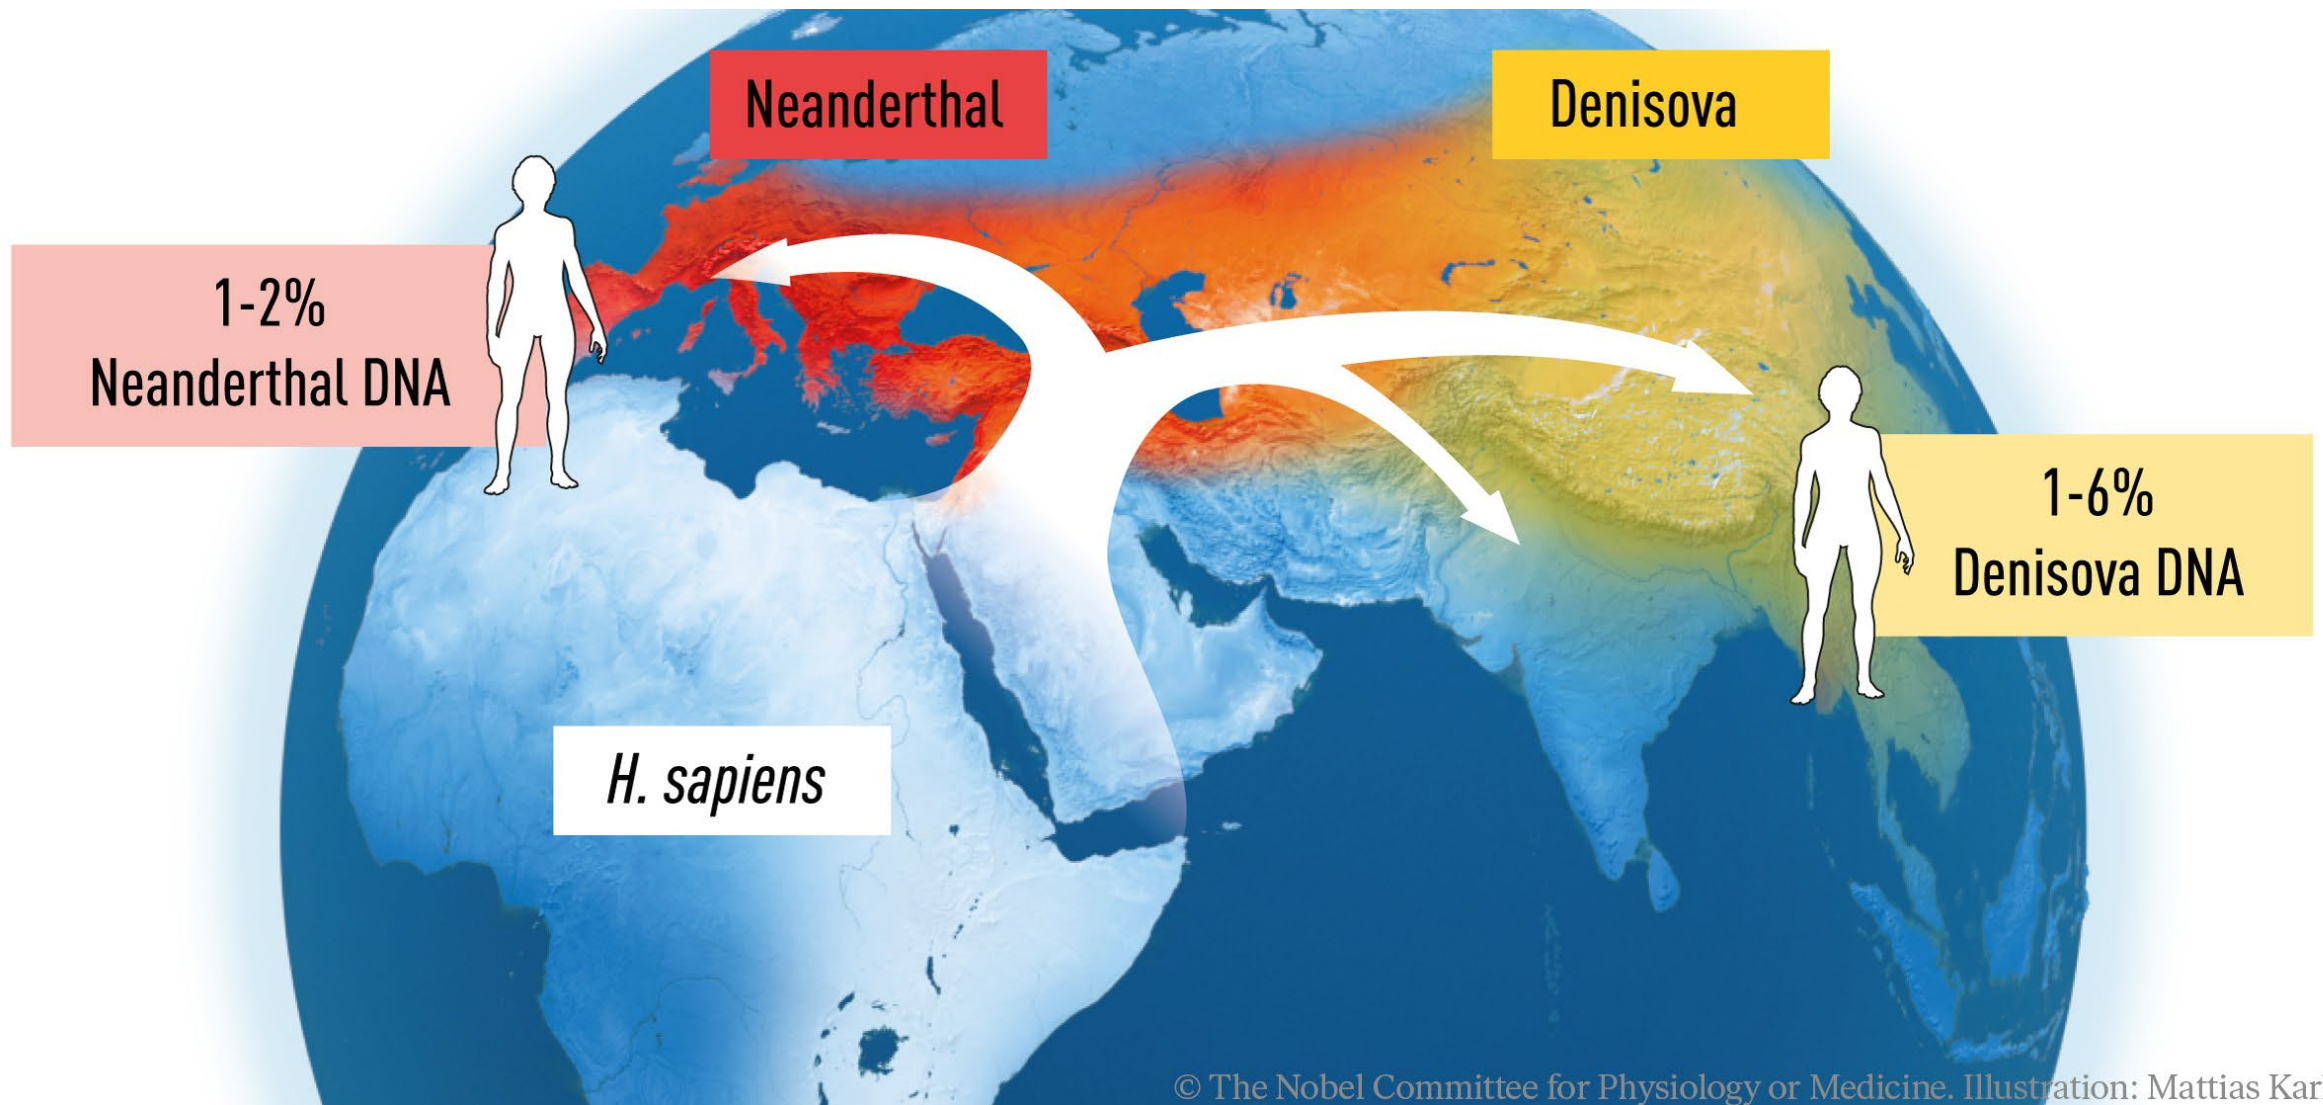 Neanderthal
Denisova
1-2%
Neanderthal DNA
1-6%
Denisova DNA
H. sapiens
© The Nobel Committee for Physiology or Medicine. Illustration: Mattias Kar